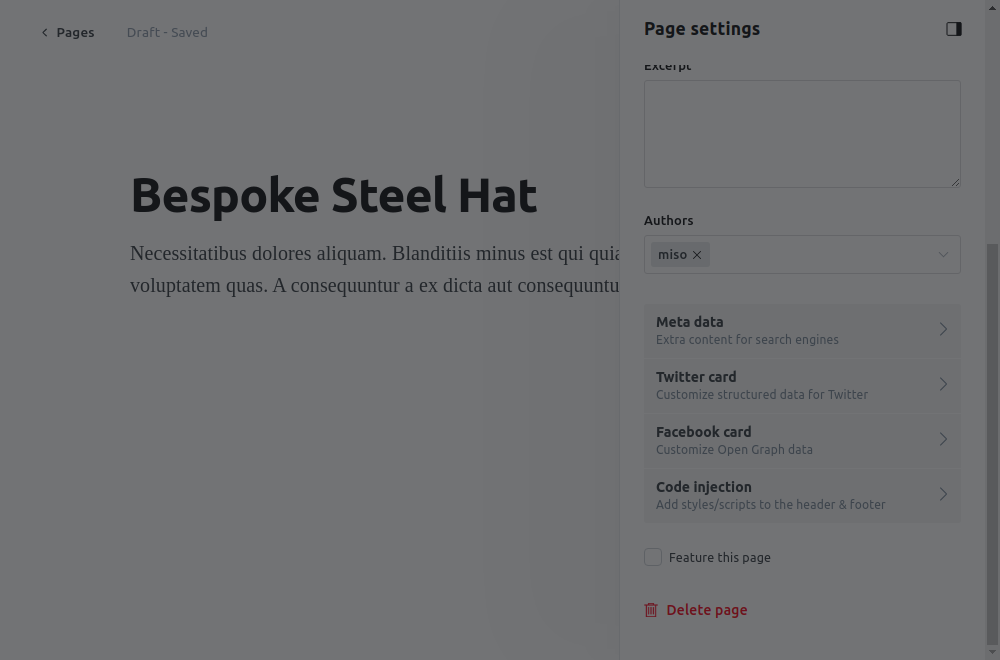 Pages
Draft - Saved
Page settings
Excerpt
Bespoke Steel Hat
Necessitatibus dolores aliquam. Blanditiis minus est qui quia
voluptatem quas. A consequuntur a ex dicta aut consequuntu
Authors
miso
Meta data
Extra content for search engines
Twitter card
Customize structured data for Twitter
Facebook card
Customize Open Graph data
Code injection
Add styles/scripts to the header & footer
Feature this page
Delete page